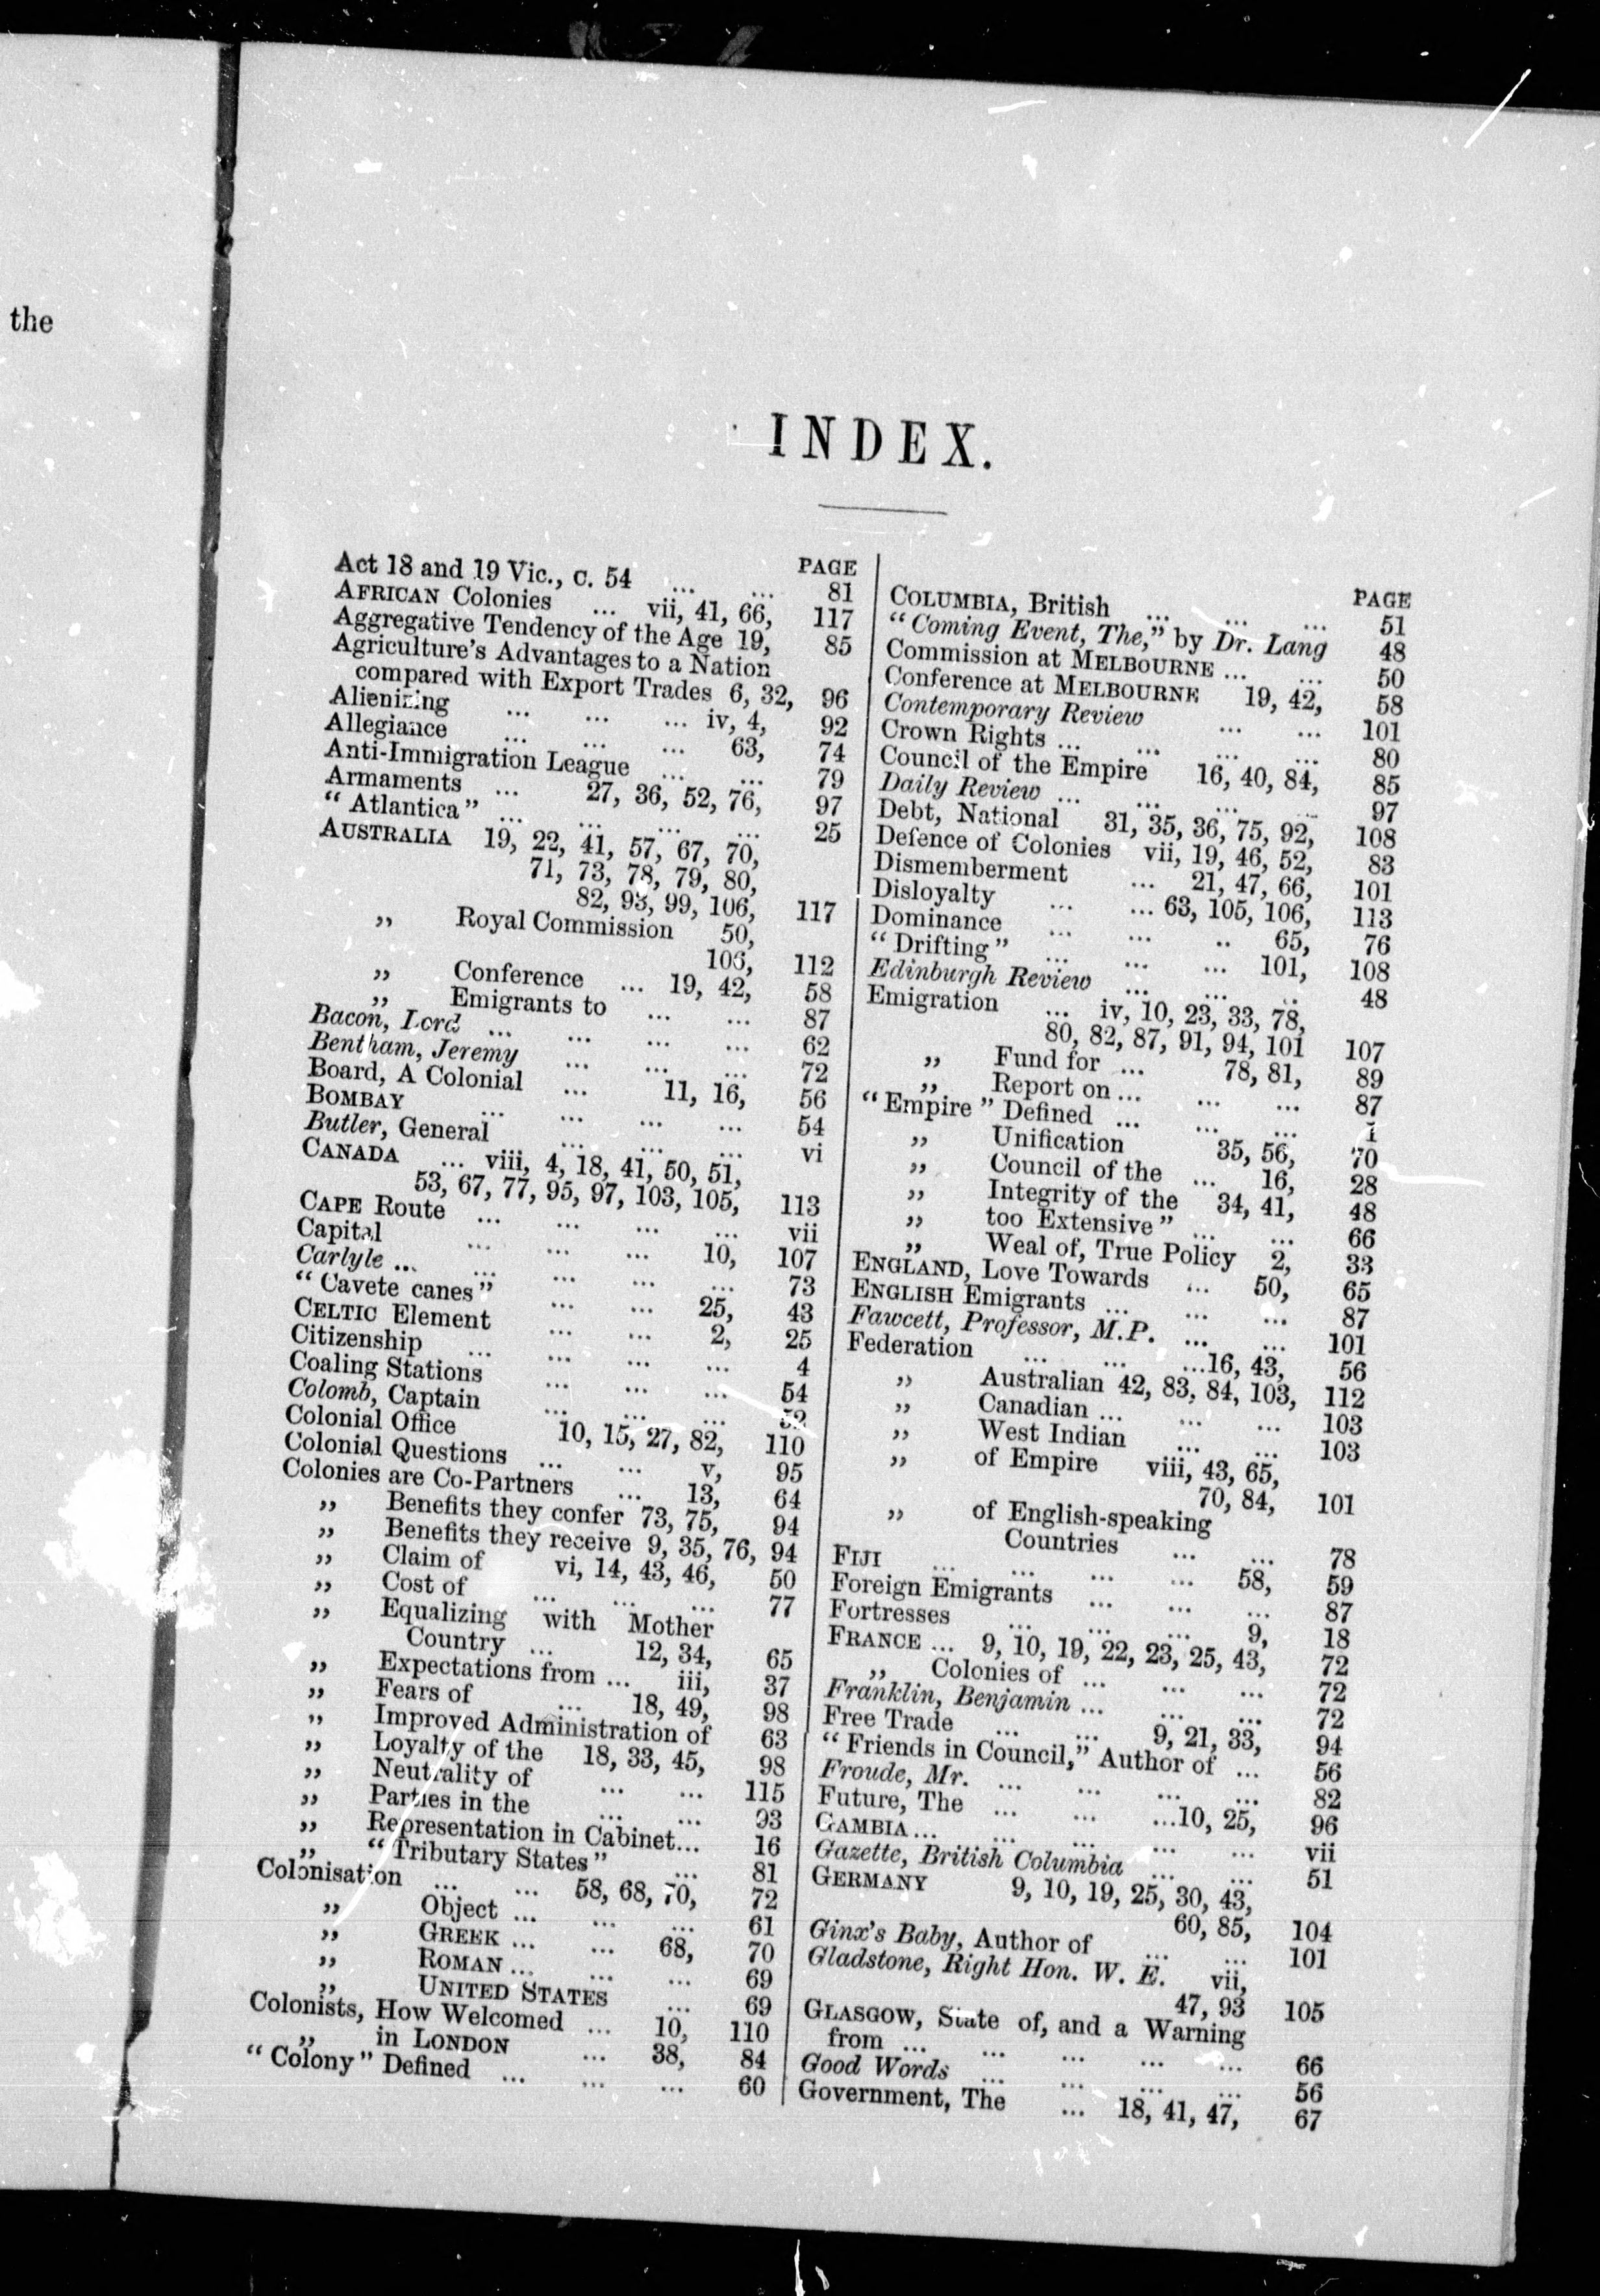 the
INDEX.
PAGE
Act 18 and 19 Vic., c. 54 ... ... 81
AFRICAN Colonies ... vii, 41, 66, 117
Aggregative Tendency of the Age 19, 85
Agriculture's Advantages to a Nation
compared with Export Trades 6, 32, 96
Alienizing ... ... ... iv, 4, 92
Allegiance ... ... ... 63, 74
Anti-Immigration League ... ... 79
Armaments ... 27, 36, 52, 76, 97
"Atlantica" ... ... ... ... 25
AUSTRALIA 19, 22, 41, 57, 67, 70,
71, 73, 78, 79, 80,
82, 93, 99, 106, 117
„ Royal Commission 50,
106, 112
„ Conference ... 19, 42, 58
„ Emigrants to ... ... 87
Bacon, Lord ... ... ... ... 62
Bentham, Jeremy ... ... ... 72
Board, A Colonial ... 11, 16, 56
BOMBAY ... ... ... ... 54
Butler, General ... ... ... vi
CANADA ... viii, 4, 18, 41, 50, 51,
53, 67, 77, 95, 97, 103, 105, 113
CAPE Route ... ... ... ... vii
Capital ... ... ... 10, 107
Carlyle ... ... ... ... ... 73
"Cavete canes" ... ... 25, 43
CELTIC Element ... ... 2, 25
Citizenship ... ... ... ... 4
Coaling Stations ... ... ... 54
Colomb, Captain ... ... ... 52
Colonial Office 10, 15, 27, 82, 110
Colonial Questions ... ... v, 95
Colonies are Co-Partners ... 13, 64
„ Benefits they confer 73, 75, 94
„ Benefits they receive 9, 35, 76, 94
„ Claim of vi, 14, 43, 46, 50
„ Cost of ... ... ... 77
„ Equalizing with Mother
Country ... 12, 34, 65
„ Expectations from ... iii, 37
„ Fears of ... 18, 49, 98
„ Improved Administration of 63
„ Loyalty of the 18, 33, 45, 98
„ Neutrality of ... ... 115
„ Parties in the ... ... 93
„ Representation in Cabinet... 16
„ "Tributary States" ... 81
Colonisation ... ... 58, 68, 70, 72
„ Object ... ... ... 61
„ GREEK ... ... 68, 70
„ ROMAN ... ... ... 69
„ UNITED STATES ... 69
Colonists, How Welcomed ... 10, 110
„ in LONDON ... 38, 84
"Colony" Defined ... ... ... 60
PAGE
COLUMBIA, British ... ... ... 51
"Coming Event, The," by Dr. Lang 48
Commission at MELBOURNE ... ... 50
Conference at MELBOURNE 19, 42, 58
Contemporary Review ... ... 101
Crown Rights ... ... ... ... 80
Council of the Empire 16, 40, 84, 85
Daily Review ... ... ... ... 97
Debt, National 31, 35, 36, 75, 92, 108
Defence of Colonies vii, 19, 46, 52, 83
Dismemberment ... 21, 47, 66, 101
Disloyalty ... ... 63, 105, 106, 113
Dominance ... ... .. 65, 76
"Drifting" ... ... ... 101, 108
Edinburgh Review ... ... .. 48
Emigration ... iv, 10, 23, 33, 78,
80, 82, 87, 91, 94, 101 107
„ Fund for ... 78, 81, 89
„ Report on ... ... ... 87
"Empire" Defined ... ... ... 1
„ Unification 35, 56, 70
„ Council of the ... 16, 28
„ Integrity of the 34, 41, 48
„ too Extensive" ... ... 66
„ Weal of, True Policy 2, 33
ENGLAND, Love Towards ... 50, 65
ENGLISH Emigrants ... ... ... 87
Fawcett, Professor, M.P. ... ... 101
Federation ... ... ...16, 43, 56
„ Australian 42, 83, 84, 103, 112
„ Canadian ... ... ... 103
„ West Indian ... ... 103
„ of Empire viii, 43, 65,
70, 84, 101
„ of English-speaking
Countries ... ... 78
FIJI ... ... ... ... 58, 59
Foreign Emigrants ... ... ... 87
Fortresses ... ... ... 9, 18
FRANCE ... 9, 10, 19, 22, 23, 25, 43, 72
„ Colonies of ... ... ... 72
Franklin, Benjamin ... ... ... 72
Free Trade ... ... 9, 21, 33, 94
"Friends in Council," Author of ... 56
Froude, Mr. ... ... ... ... 82
Future, The ... ... ...10, 25, 96
GAMBIA ... ... ... ... ... vii
Gazette, British Columbia ... ... 51
GERMANY 9, 10, 19, 25, 30, 43,
60, 85, 104
Ginx's Baby, Author of ... ... 101
Gladstone, Right Hon. W. E. vii,
47, 93 105
GLASGOW, State of, and a Warning
from ... ... ... ... ... 66
Good Words ... ... ... ... 56
Government, The ... 18, 41, 47, 67